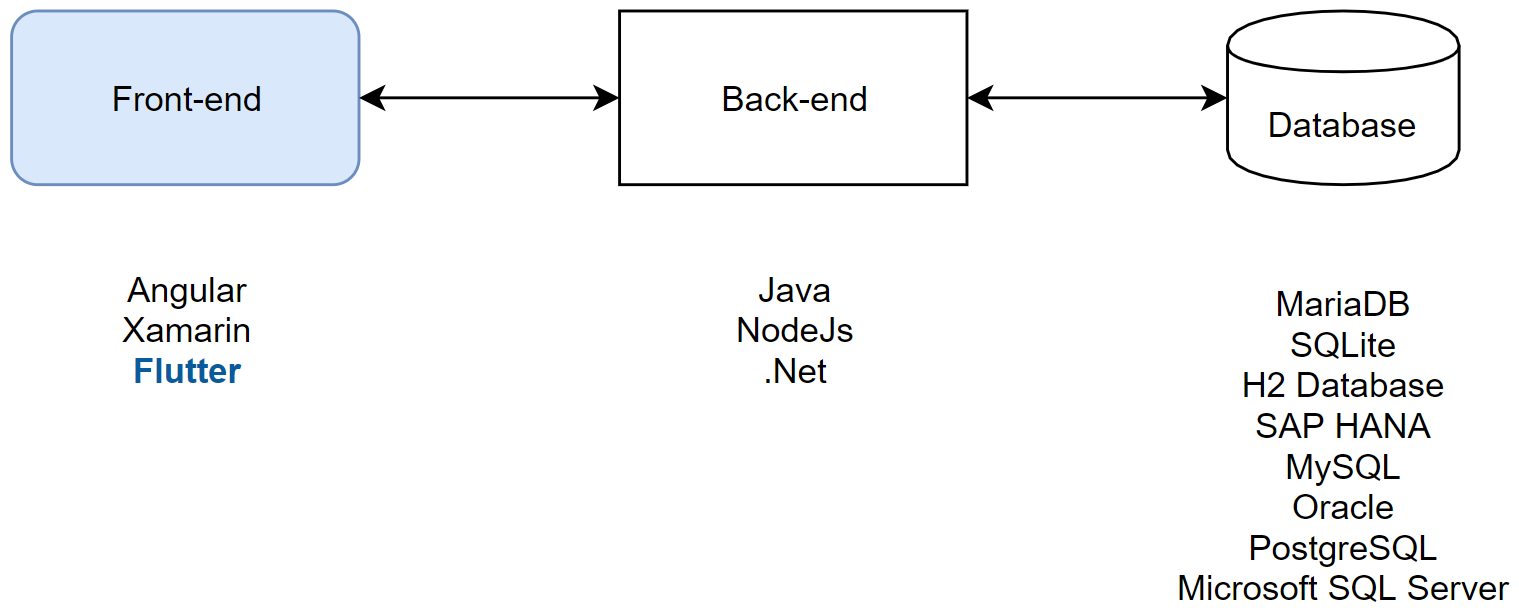 Front-end
Back-end
Database
Angular
Xamarin
Flutter
Java
NodeJs
.Net
MariaDB
SQLite
H2 Database
SAP HANA
MySQL
Oracle
PostgreSQL
Microsoft SQL Server